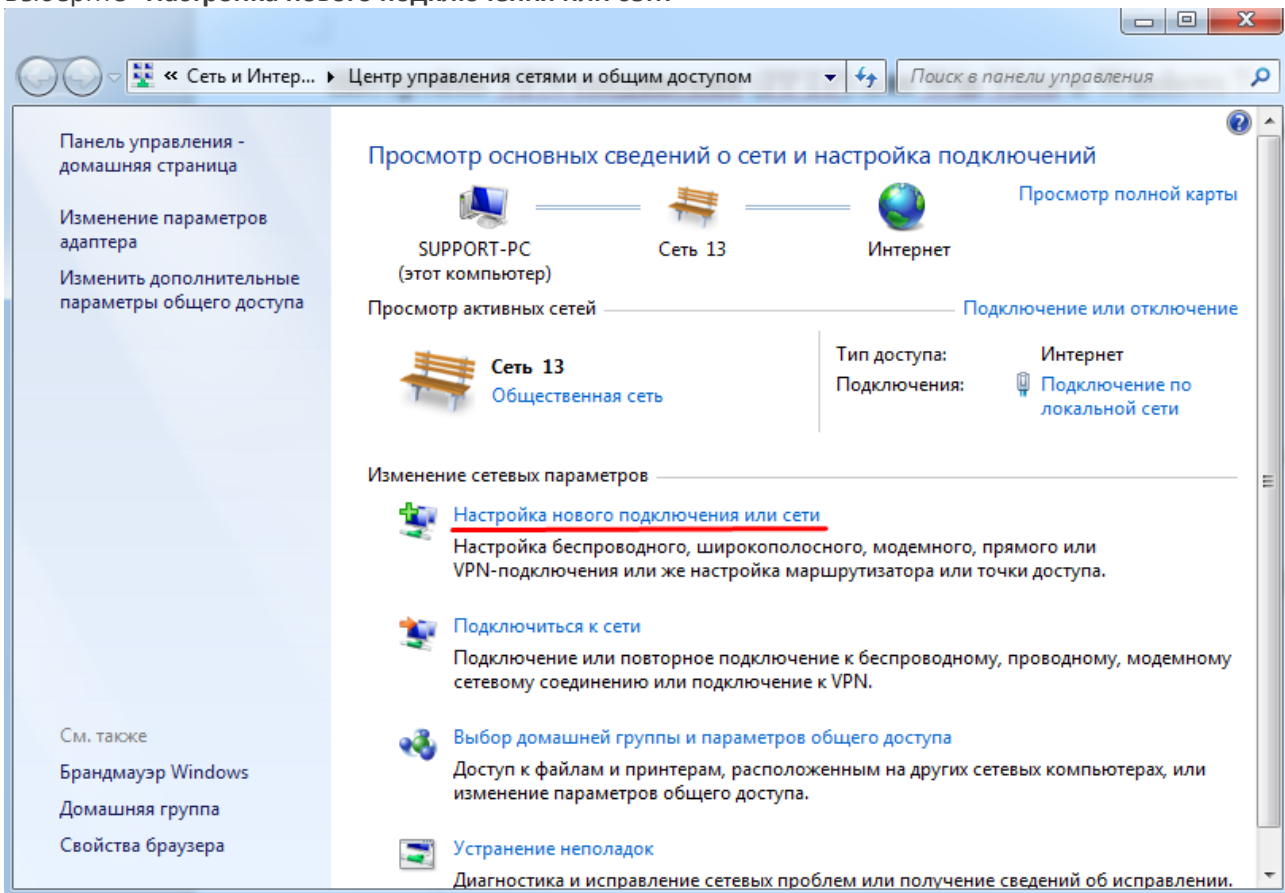 Выберите "Настройка нового подключения или сети"
« Сеть и Интер... ▸ Центр управления сетями и общим доступом
Поиск в панели управления
Панель управления -
домашняя страница
Изменение параметров
адаптера
Изменить дополнительные
параметры общего доступа
См. также
Брандмауэр Windows
Домашняя группа
Свойства браузера
Просмотр основных сведений о сети и настройка подключений
Просмотр полной карты
SUPPORT-PC
(этот компьютер)
Сеть 13
Интернет
Просмотр активных сетей
Подключение или отключение
Сеть 13
Общественная сеть
Тип доступа: Интернет
Подключения: Подключение по
локальной сети
Изменение сетевых параметров
Настройка нового подключения или сети
Настройка беспроводного, широкополосного, модемного, прямого или
VPN-подключения или же настройка маршрутизатора или точки доступа.
Подключиться к сети
Подключение или повторное подключение к беспроводному, проводному, модемному
сетевому соединению или подключение к VPN.
Выбор домашней группы и параметров общего доступа
Доступ к файлам и принтерам, расположенным на других сетевых компьютерах, или
изменение параметров общего доступа.
Устранение неполадок
Диагностика и исправление сетевых проблем или получение сведений об исправлении.